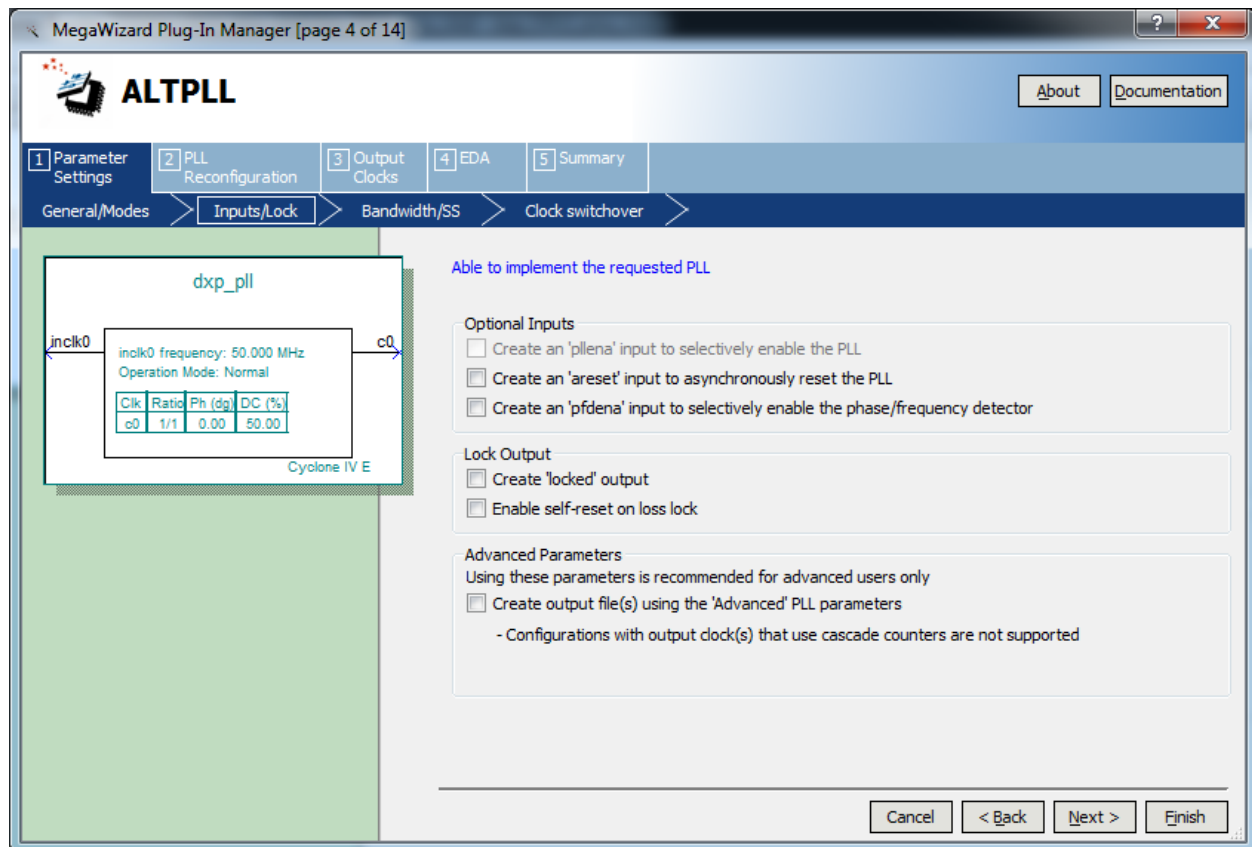 MegaWizard Plug-In Manager [page 4 of 14]
?
X
ALTPLL
About
Documentation
1 Parameter Settings
2 PLL Reconfiguration
3 Output Clocks
4 EDA
5 Summary
General/Modes
Inputs/Lock
Bandwidth/SS
Clock switchover
dxp_pll
inclk0
c0
inclk0 frequency: 50.000 MHz
Operation Mode: Normal
Clk Ratio Ph (dg) DC (%)
c0 1/1 0.00 50.00
Cyclone IV E
Able to implement the requested PLL
Optional Inputs
Create an 'pllena' input to selectively enable the PLL
Create an 'areset' input to asynchronously reset the PLL
Create an 'pfdena' input to selectively enable the phase/frequency detector
Lock Output
Create 'locked' output
Enable self-reset on loss lock
Advanced Parameters
Using these parameters is recommended for advanced users only
Create output file(s) using the 'Advanced' PLL parameters
- Configurations with output clock(s) that use cascade counters are not supported
Cancel
< Back
Next >
Finish